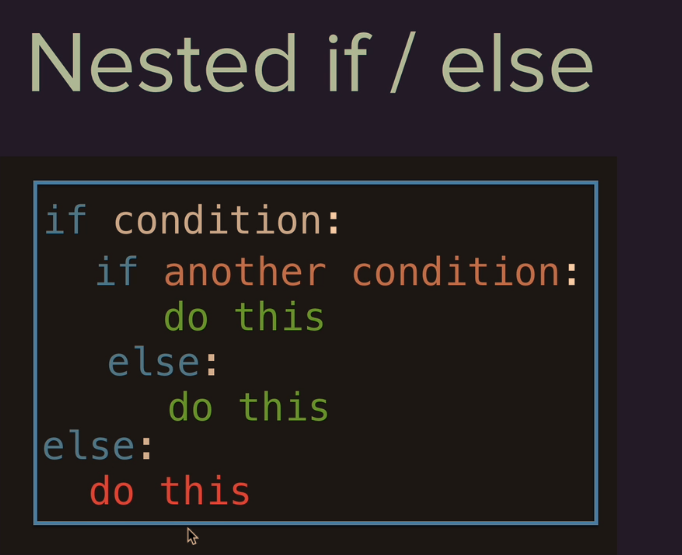 Nested if / else
if condition:
if another condition:
do this
else:
do this
else:
do this